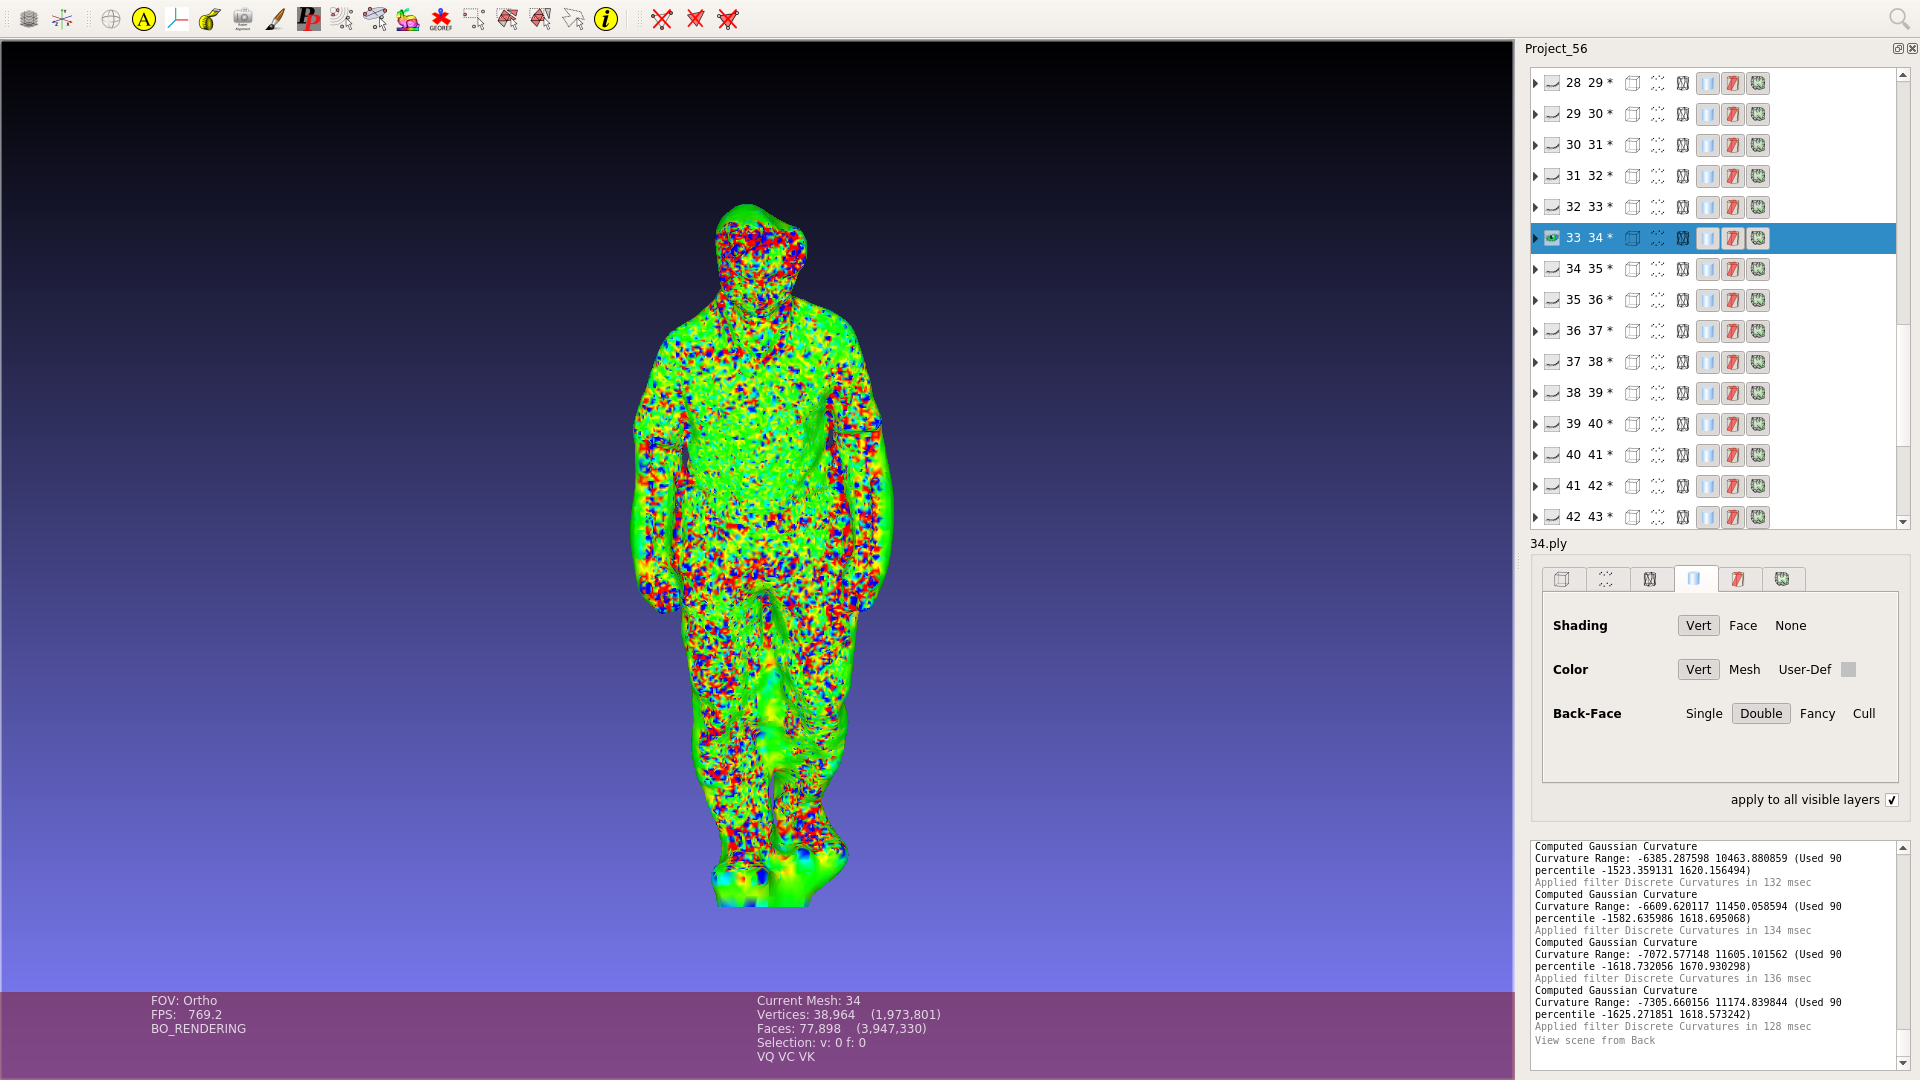 A
PP
GEOREF
i
Project_56
28 29 *
29 30 *
30 31 *
31 32 *
32 33 *
33 34 *
34 35 *
35 36 *
36 37 *
37 38 *
38 39 *
39 40 *
40 41 *
41 42 *
42 43 *
34.ply
Shading Vert Face None
Color Vert Mesh User-Def
Back-Face Single Double Fancy Cull
apply to all visible layers
Computed Gaussian Curvature
Curvature Range: -6385.287598 10463.880859 (Used 90
percentile -1523.359131 1620.156494)
Applied filter Discrete Curvatures in 132 msec
Computed Gaussian Curvature
Curvature Range: -6609.620117 11450.058594 (Used 90
percentile -1582.635986 1618.695068)
Applied filter Discrete Curvatures in 134 msec
Computed Gaussian Curvature
Curvature Range: -7072.577148 11605.101562 (Used 90
percentile -1618.732056 1670.930298)
Applied filter Discrete Curvatures in 136 msec
Computed Gaussian Curvature
Curvature Range: -7305.660156 11174.839844 (Used 90
percentile -1625.271851 1618.573242)
Applied filter Discrete Curvatures in 128 msec
View scene from Back
FOV: Ortho
FPS: 769.2
BO_RENDERING
Current Mesh: 34
Vertices: 38,964 (1,973,801)
Faces: 77,898 (3,947,330)
Selection: v: 0 f: 0
VQ VC VK